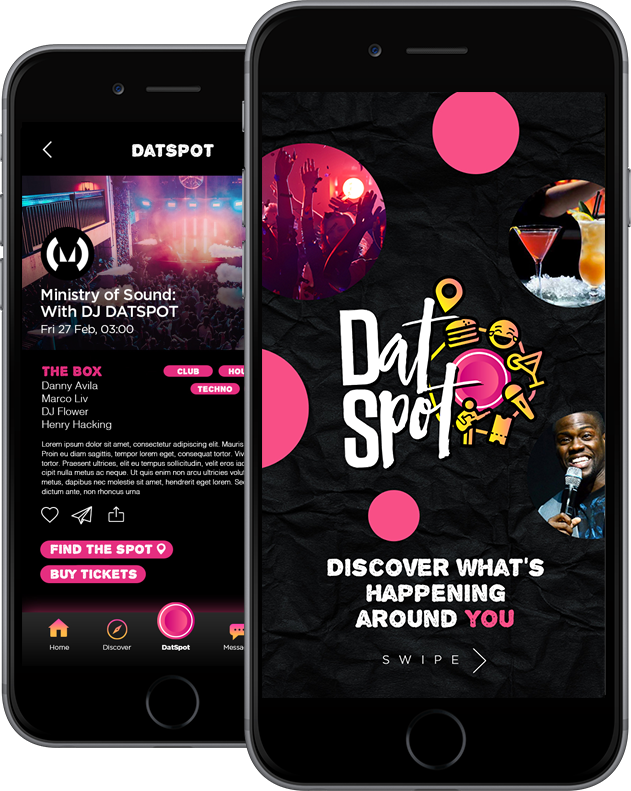 DATSPOT
Ministry of Sound:
With DJ DATSPOT
Fri 27 Feb, 03:00
THE BOX
CLUB
HOU
TECHNO
Danny Avila
Marco Liv
DJ Flower
Henry Hacking
Lorem ipsum dolor sit amet, consectetur adipiscing elit. Mauris
Proin eu diam sagittis, tempor lorem eget, consequat tortor. Viv
tortor. Praesent ultrices, elit eu tempus sollicitudin, velit eros iac
cipit nulla metus ac neque. Ut quis enim non arcu ultricies volut
metus, dapibus nec molestie sit amet, hendrerit eget lorem. Se
dictum ante, non rhoncus urna
FIND THE SPOT
BUY TICKETS
Home
Discover
DatSpot
Messa
Dat
Spot
DISCOVER WHAT'S
HAPPENING
AROUND YOU
SWIPE